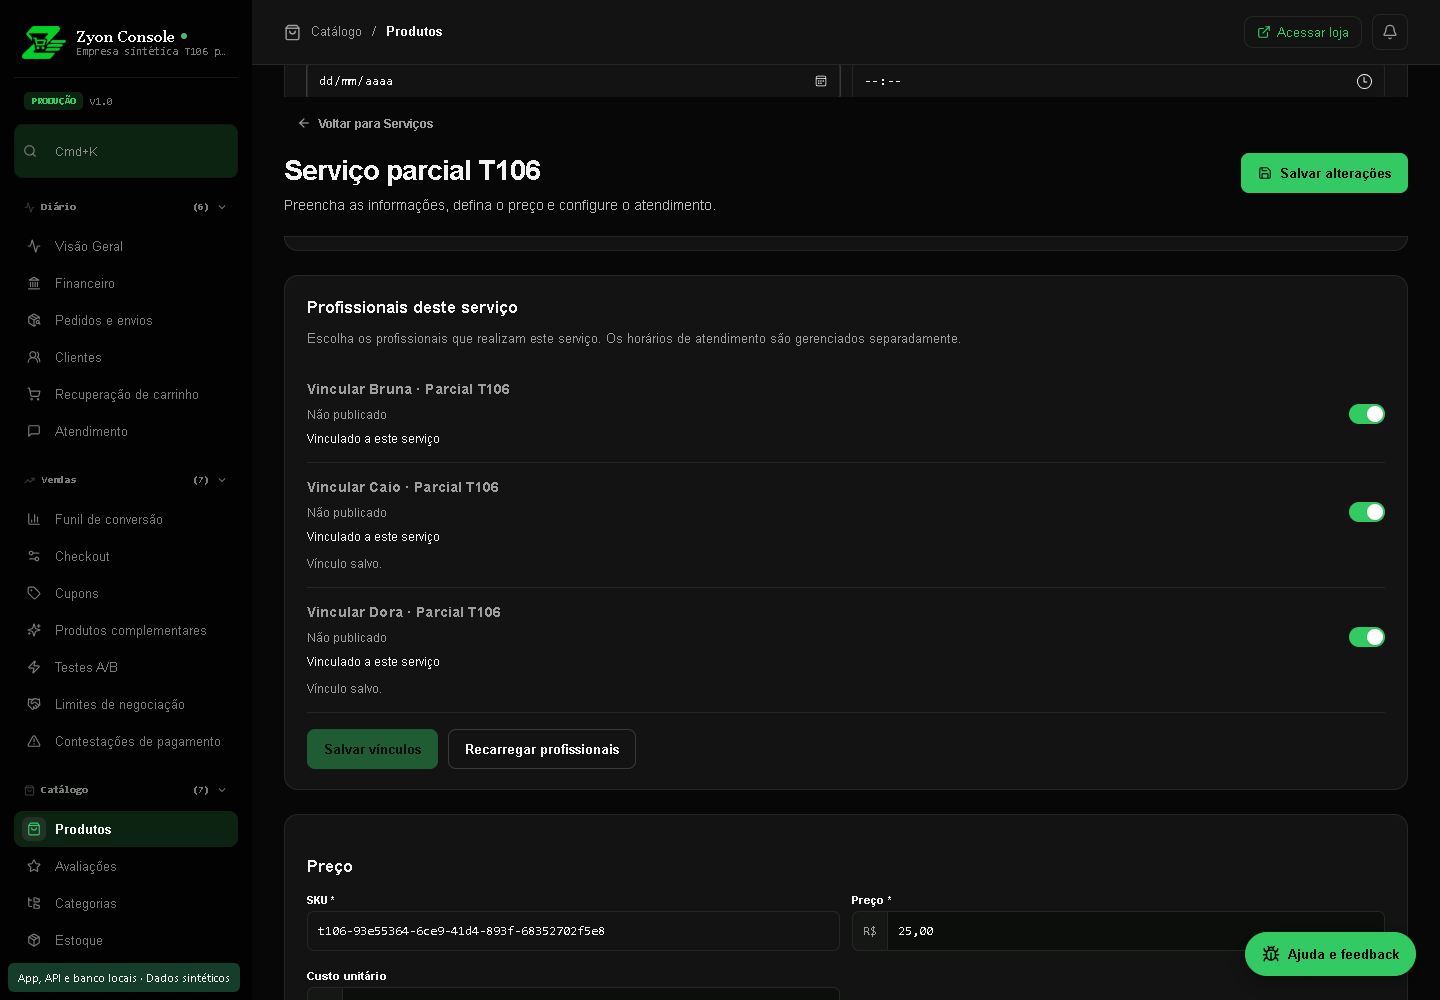 Zyon Console
Empresa sintética T106 p…
PRODUÇÃO v1.0
Cmd+K
Diário (6)
Visão Geral
Financeiro
Pedidos e envios
Clientes
Recuperação de carrinho
Atendimento
Vendas (7)
Funil de conversão
Checkout
Cupons
Produtos complementares
Testes A/B
Limites de negociação
Contestações de pagamento
Catálogo (7)
Produtos
Avaliações
Categorias
Estoque
App, API e banco locais · Dados sintéticos
Catálogo / Produtos
Acessar loja
dd/mm/aaaa
--:--
Voltar para Serviços
Serviço parcial T106
Preencha as informações, defina o preço e configure o atendimento.
Salvar alterações
Profissionais deste serviço
Escolha os profissionais que realizam este serviço. Os horários de atendimento são gerenciados separadamente.
Vincular Bruna · Parcial T106
Não publicado
Vinculado a este serviço
Vincular Caio · Parcial T106
Não publicado
Vinculado a este serviço
Vínculo salvo.
Vincular Dora · Parcial T106
Não publicado
Vinculado a este serviço
Vínculo salvo.
Salvar vínculos
Recarregar profissionais
Preço
SKU *
t106-93e55364-6ce9-41d4-893f-68352702f5e8
Preço *
R$ 25,00
Custo unitário
Ajuda e feedback